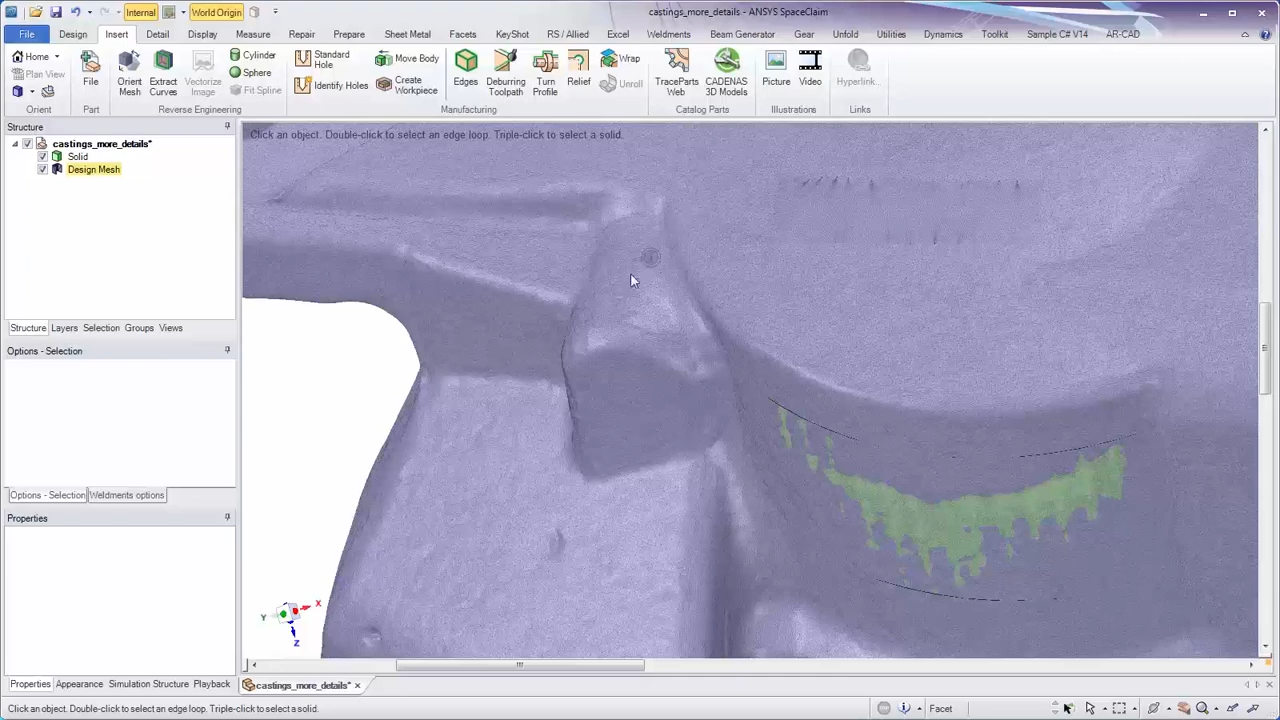 Internal World Origin castings_more_details - ANSYS SpaceClaim
File Design Insert Detail Display Measure Repair Prepare Sheet Metal Facets KeyShot RS / Allied Excel Weldments Beam Generator Gear Unfold Utilities Dynamics Toolkit Sample C# V14 AR-CAD
Home
Plan View
Orient
File
Part
Orient Mesh
Extract Curves
Vectorize Image
Cylinder
Sphere
Fit Spline
Reverse Engineering
Standard Hole
Identify Holes
Move Body
Create Workpiece
Edges
Deburring Toolpath
Turn Profile
Relief
Wrap
Unroll
Manufacturing
TraceParts Web
CADENAS 3D Models
Catalog Parts
Picture
Video
Illustrations
Hyperlink...
Links
Structure
castings_more_details*
Solid
Design Mesh
Click an object. Double-click to select an edge loop. Triple-click to select a solid.
Structure Layers Selection Groups Views
Options - Selection
Options - Selection Weldments options
Properties
X
Y
Z
Properties Appearance Simulation Structure Playback
castings_more_details*
Click an object. Double-click to select an edge loop. Triple-click to select a solid.
Facet